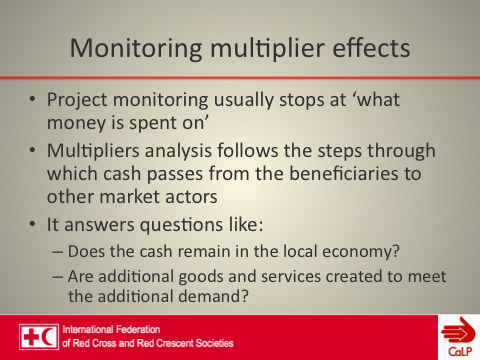 Monitoring multiplier effects
• Project monitoring usually stops at ‘what
money is spent on’
• Multipliers analysis follows the steps through
which cash passes from the beneficiaries to
other market actors
• It answers questions like:
– Does the cash remain in the local economy?
– Are additional goods and services created to meet
the additional demand?
International Federation
of Red Cross and Red Crescent Societies
CaLP